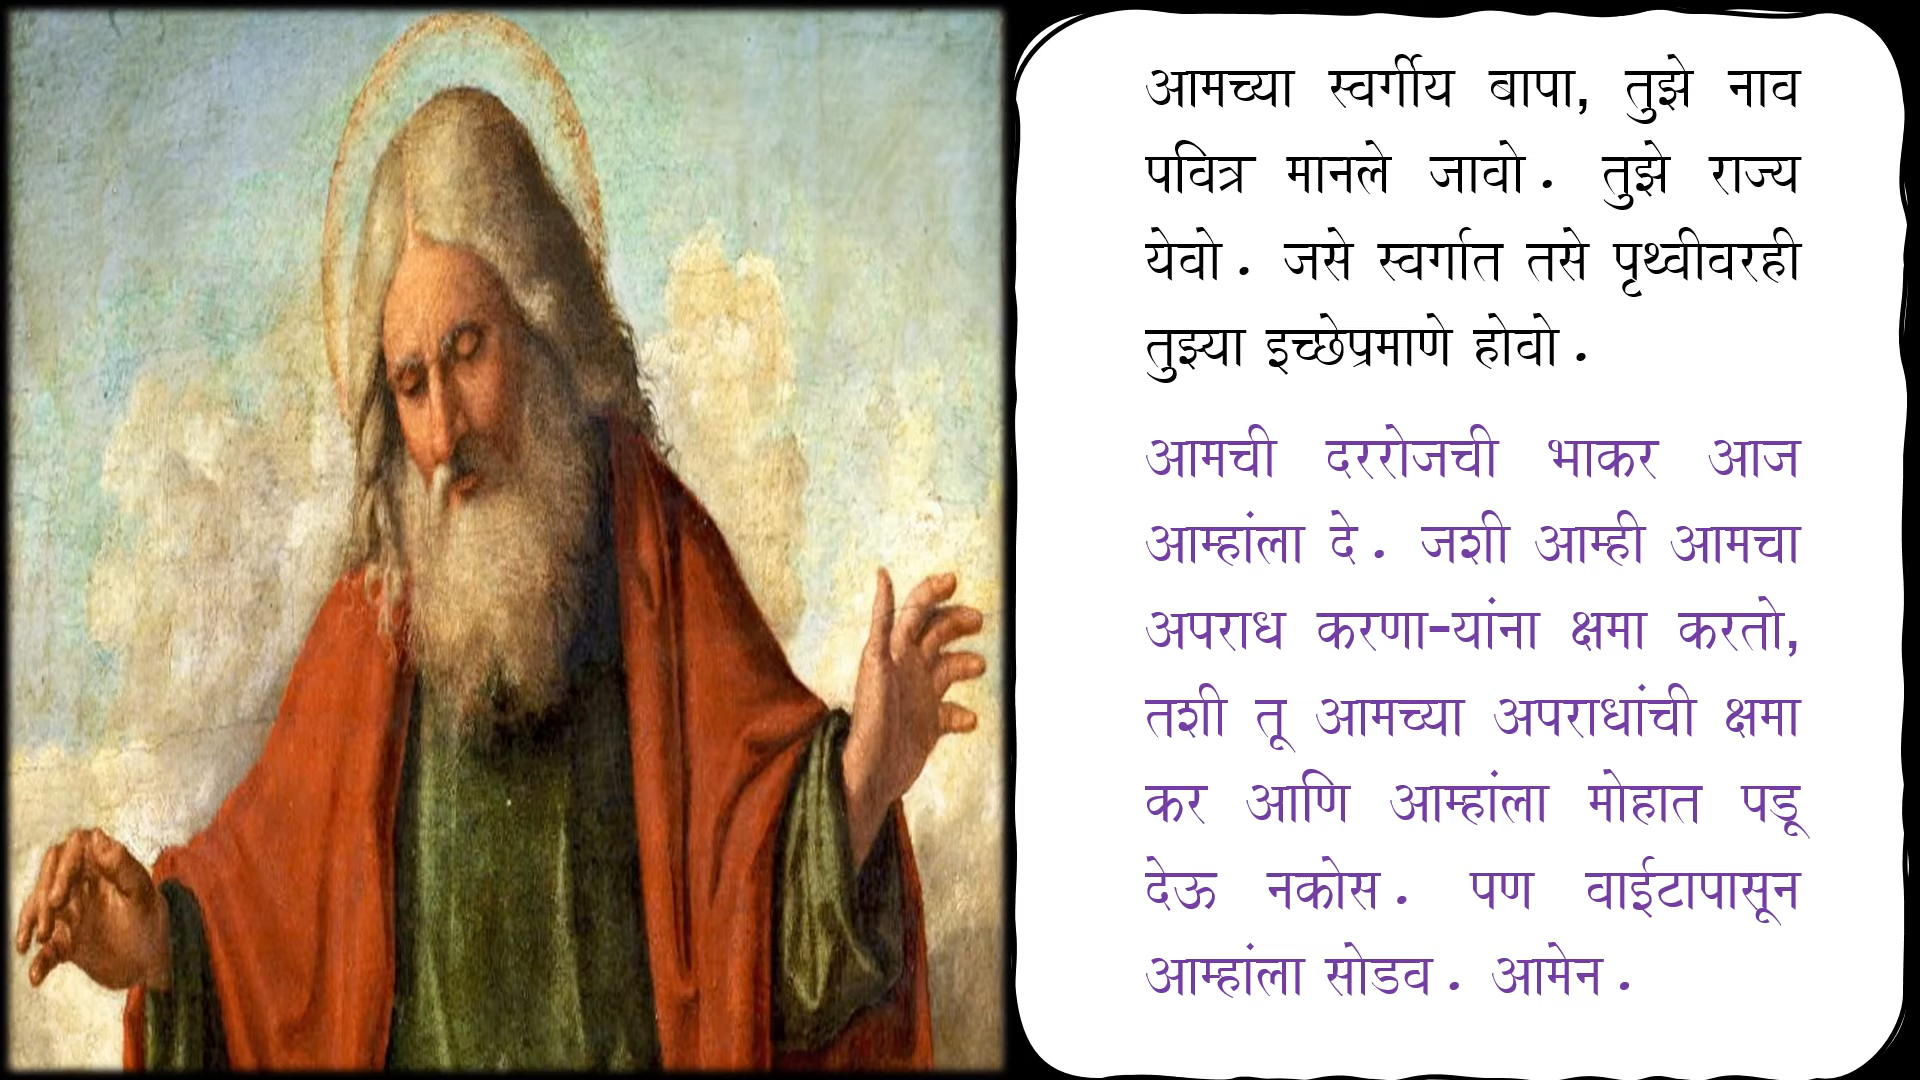 आमच्या स्वर्गीय बापा, तुझे नाव
पवित्र मानले जावो. तुझे राज्य
येवो. जसे स्वर्गात तसे पृथ्वीवरही
तुझ्या इच्छेप्रमाणे होवो.
आमची दररोजची भाकर आज
आम्हांला दे. जशी आम्ही आमचा
अपराध करणा-यांना क्षमा करतो,
तशी तू आमच्या अपराधांची क्षमा
कर आणि आम्हांला मोहात पडू
देऊ नकोस. पण वाईटापासून
आम्हांला सोडव. आमेन.